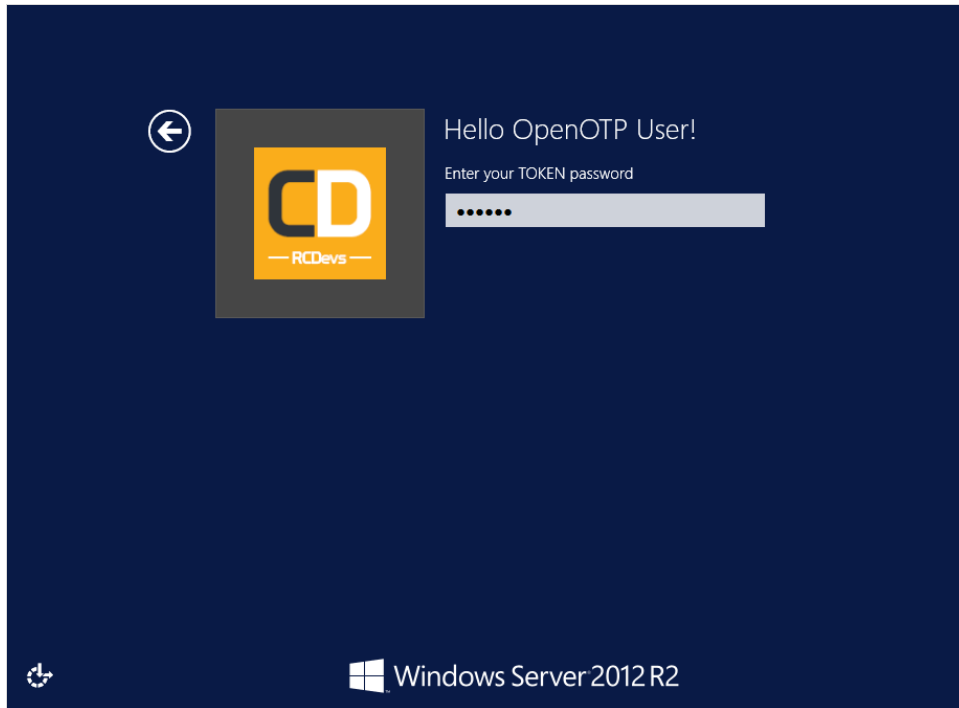 Hello OpenOTP User!
Enter your TOKEN password
••••••
CD
RCDevs
Windows Server 2012 R2